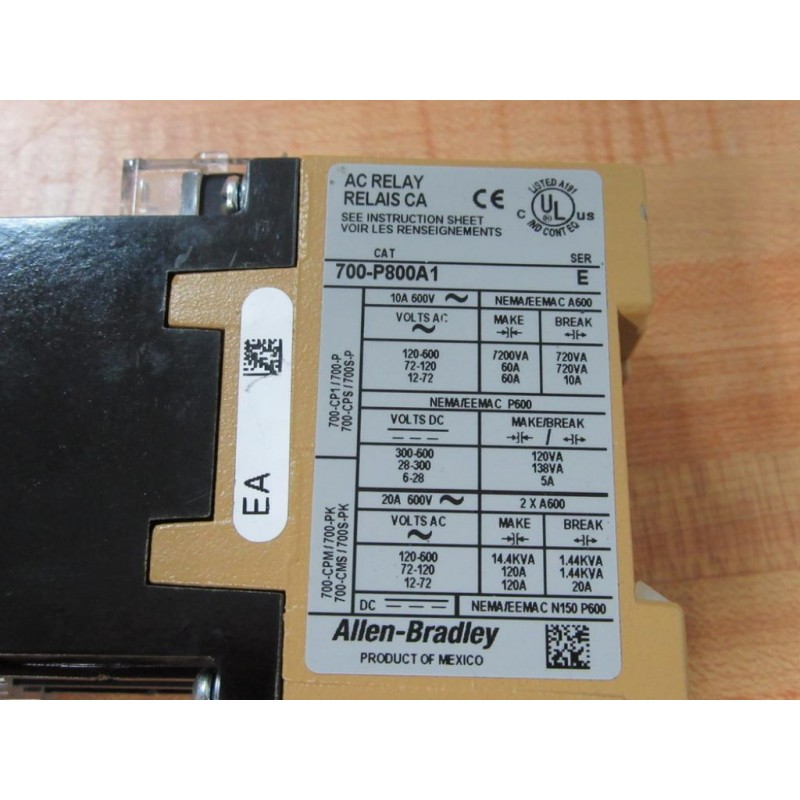 AC RELAY
RELAIS CA
CE
SEE INSTRUCTION SHEET
VOIR LES RENSEIGNEMENTS
LISTED A191
C UL US
IND CONT EQ
CAT SER
700-P800A1 E
700-CP1 / 700-P
700-CPS / 700S-P
10A 600V ~ NEMA/EEMAC A600
VOLTS AC MAKE BREAK
~
120-600 7200VA 720VA
72-120 60A 720VA
12-72 60A 10A
NEMA/EEMAC P600
VOLTS DC MAKE/BREAK
/
300-600 120VA
28-300 138VA
6-28 5A
700-CPM / 700-PK
700-CMS / 700S-PK
20A 600V ~ 2 X A600
VOLTS AC MAKE BREAK
~
120-600 14.4KVA 1.44KVA
72-120 120A 1.44KVA
12-72 120A 20A
DC NEMA/EEMAC N150 P600
Allen-Bradley
PRODUCT OF MEXICO
EA